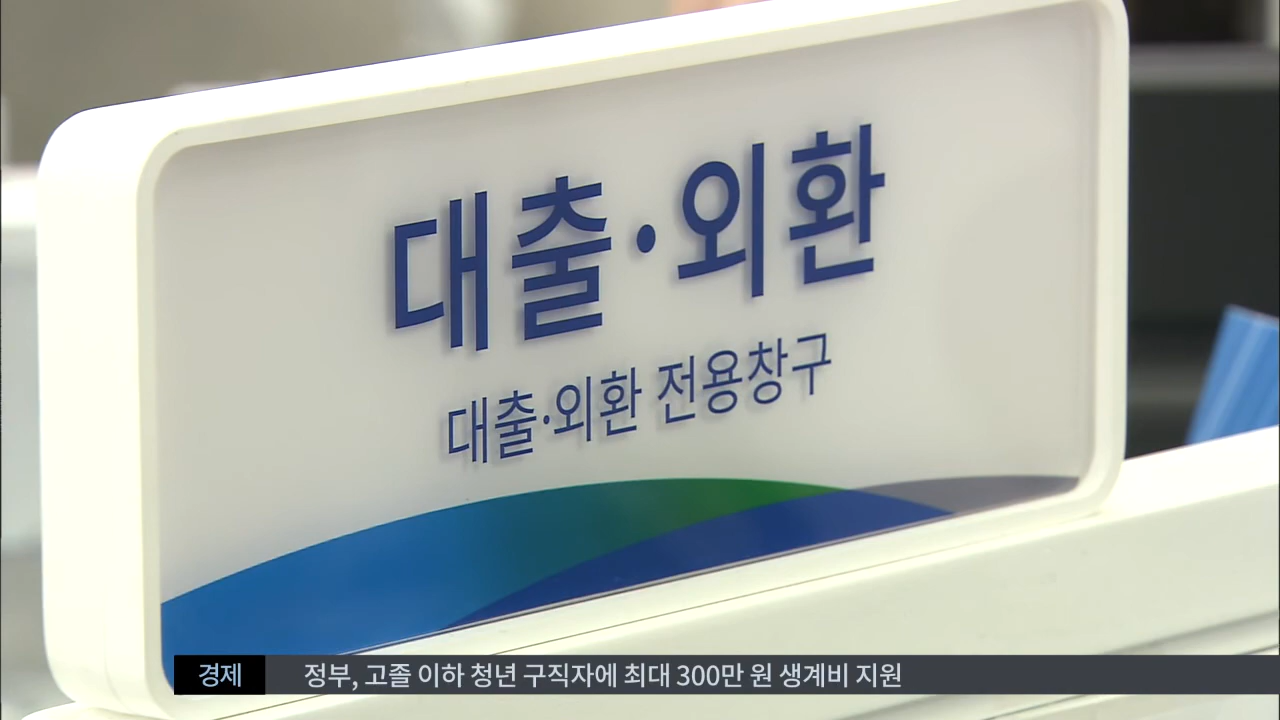 대출·외환
대출·외환 전용창구
경제 정부, 고졸 이하 청년 구직자에 최대 300만 원 생계비 지원